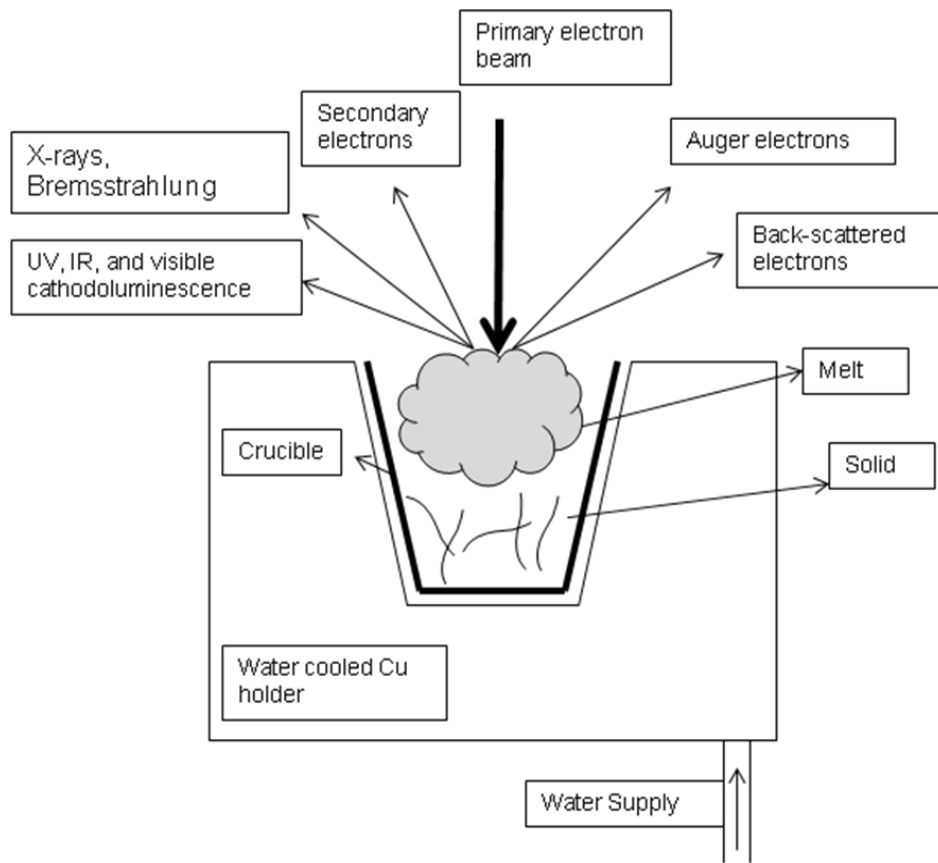 Primary electron
beam
Secondary
electrons
Auger electrons
X-rays,
Bremsstrahlung
Back-scattered
electrons
UV, IR, and visible
cathodoluminescence
Melt
Crucible
Solid
Water cooled Cu
holder
Water Supply